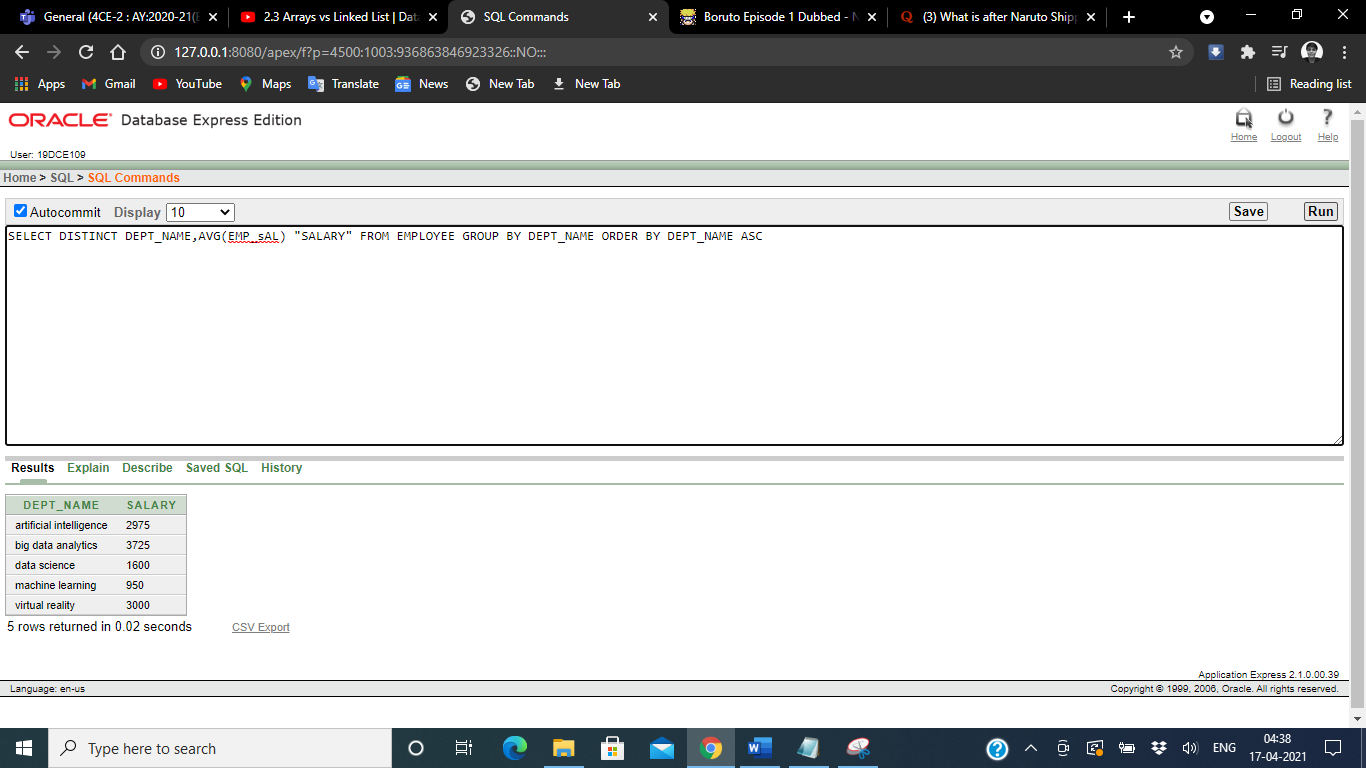 General (4CE-2 : AY:2020-21(
2.3 Arrays vs Linked List | Dat
SQL Commands
Boruto Episode 1 Dubbed - N
(3) What is after Naruto Ship
127.0.0.1:8080/apex/f?p=4500:1003:936863846923326::NO:::
Apps
Gmail
YouTube
Maps
Translate
News
New Tab
New Tab
Reading list
ORACLE Database Express Edition
Home
Logout
Help
User: 19DCE109
Home > SQL > SQL Commands
Autocommit Display 10
Save
Run
SELECT DISTINCT DEPT_NAME,AVG(EMP_sAL) "SALARY" FROM EMPLOYEE GROUP BY DEPT_NAME ORDER BY DEPT_NAME ASC
Results Explain Describe Saved SQL History
DEPT_NAME SALARY
artificial intelligence 2975
big data analytics 3725
data science 1600
machine learning 950
virtual reality 3000
5 rows returned in 0.02 seconds
CSV Export
Application Express 2.1.0.00.39
Language: en-us
Copyright © 1999, 2006, Oracle. All rights reserved.
Type here to search
ENG
04:38
17-04-2021